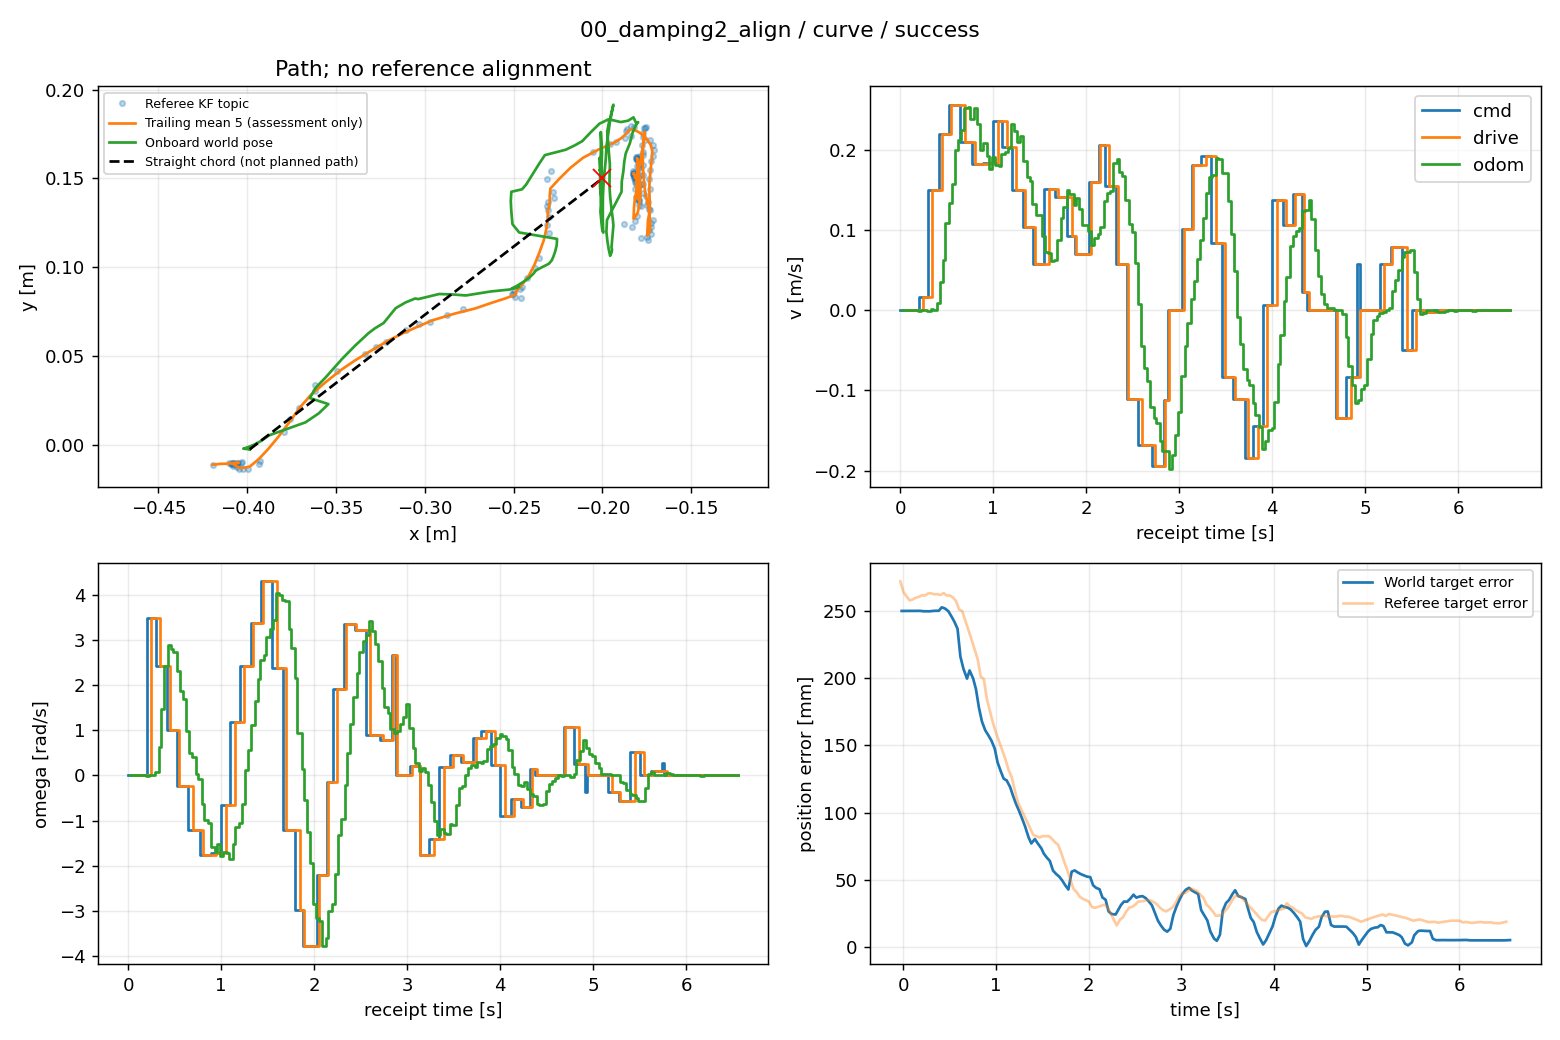 00_damping2_align / curve / success
Path; no reference alignment
Referee KF topic
Trailing mean 5 (assessment only)
Onboard world pose
Straight chord (not planned path)
0.20
0.15
0.10
0.05
0.00
y [m]
−0.45
−0.40
−0.35
−0.30
−0.25
−0.20
−0.15
x [m]
cmd
drive
odom
0.2
0.1
0.0
−0.1
−0.2
v [m/s]
0
1
2
3
4
5
6
receipt time [s]
4
3
2
1
0
−1
−2
−3
−4
omega [rad/s]
0
1
2
3
4
5
6
receipt time [s]
World target error
Referee target error
250
200
150
100
50
0
position error [mm]
0
1
2
3
4
5
6
time [s]